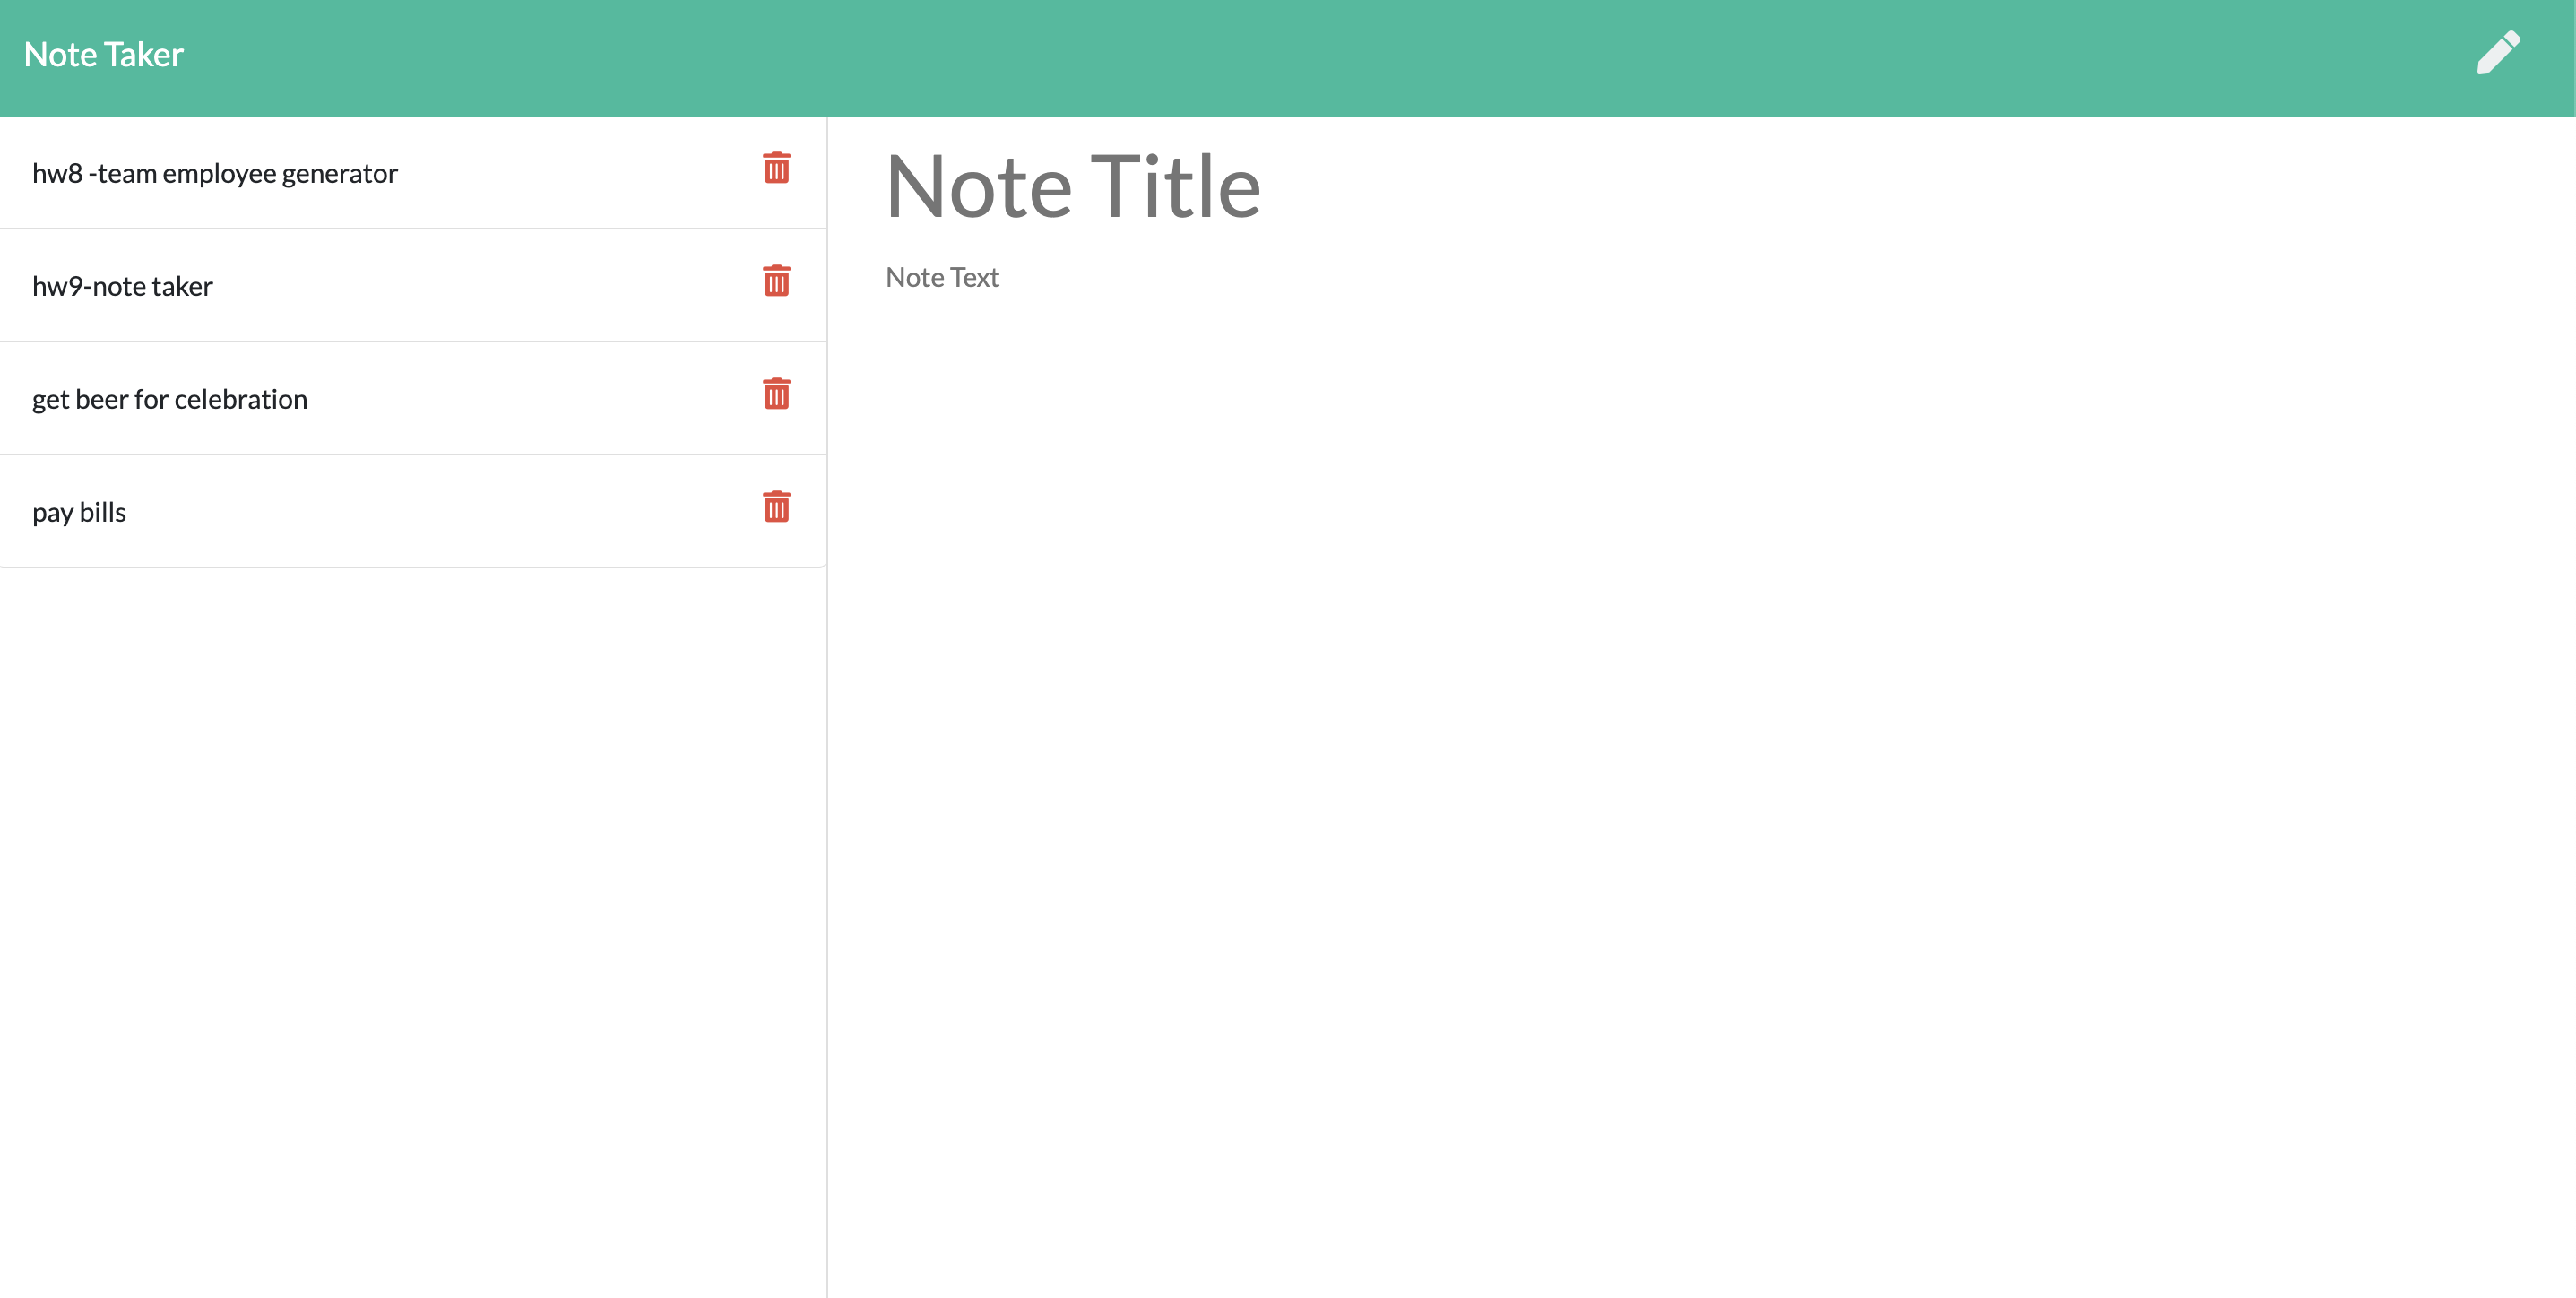 Note Taker
hw8 -team employee generator
hw9-note taker
get beer for celebration
pay bills
Note Title
Note Text